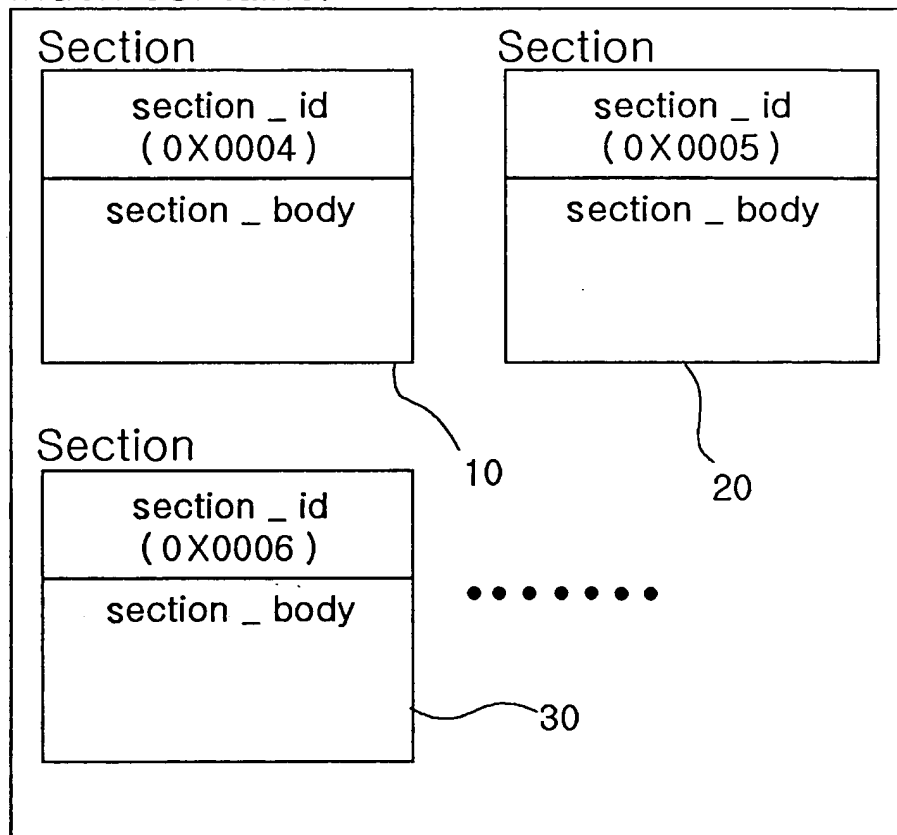 Section
section _ id
( 0X0004 )
section _ body
10
Section
section _ id
( 0X0005 )
section _ body
20
Section
section _ id
( 0X0006 )
section _ body
30